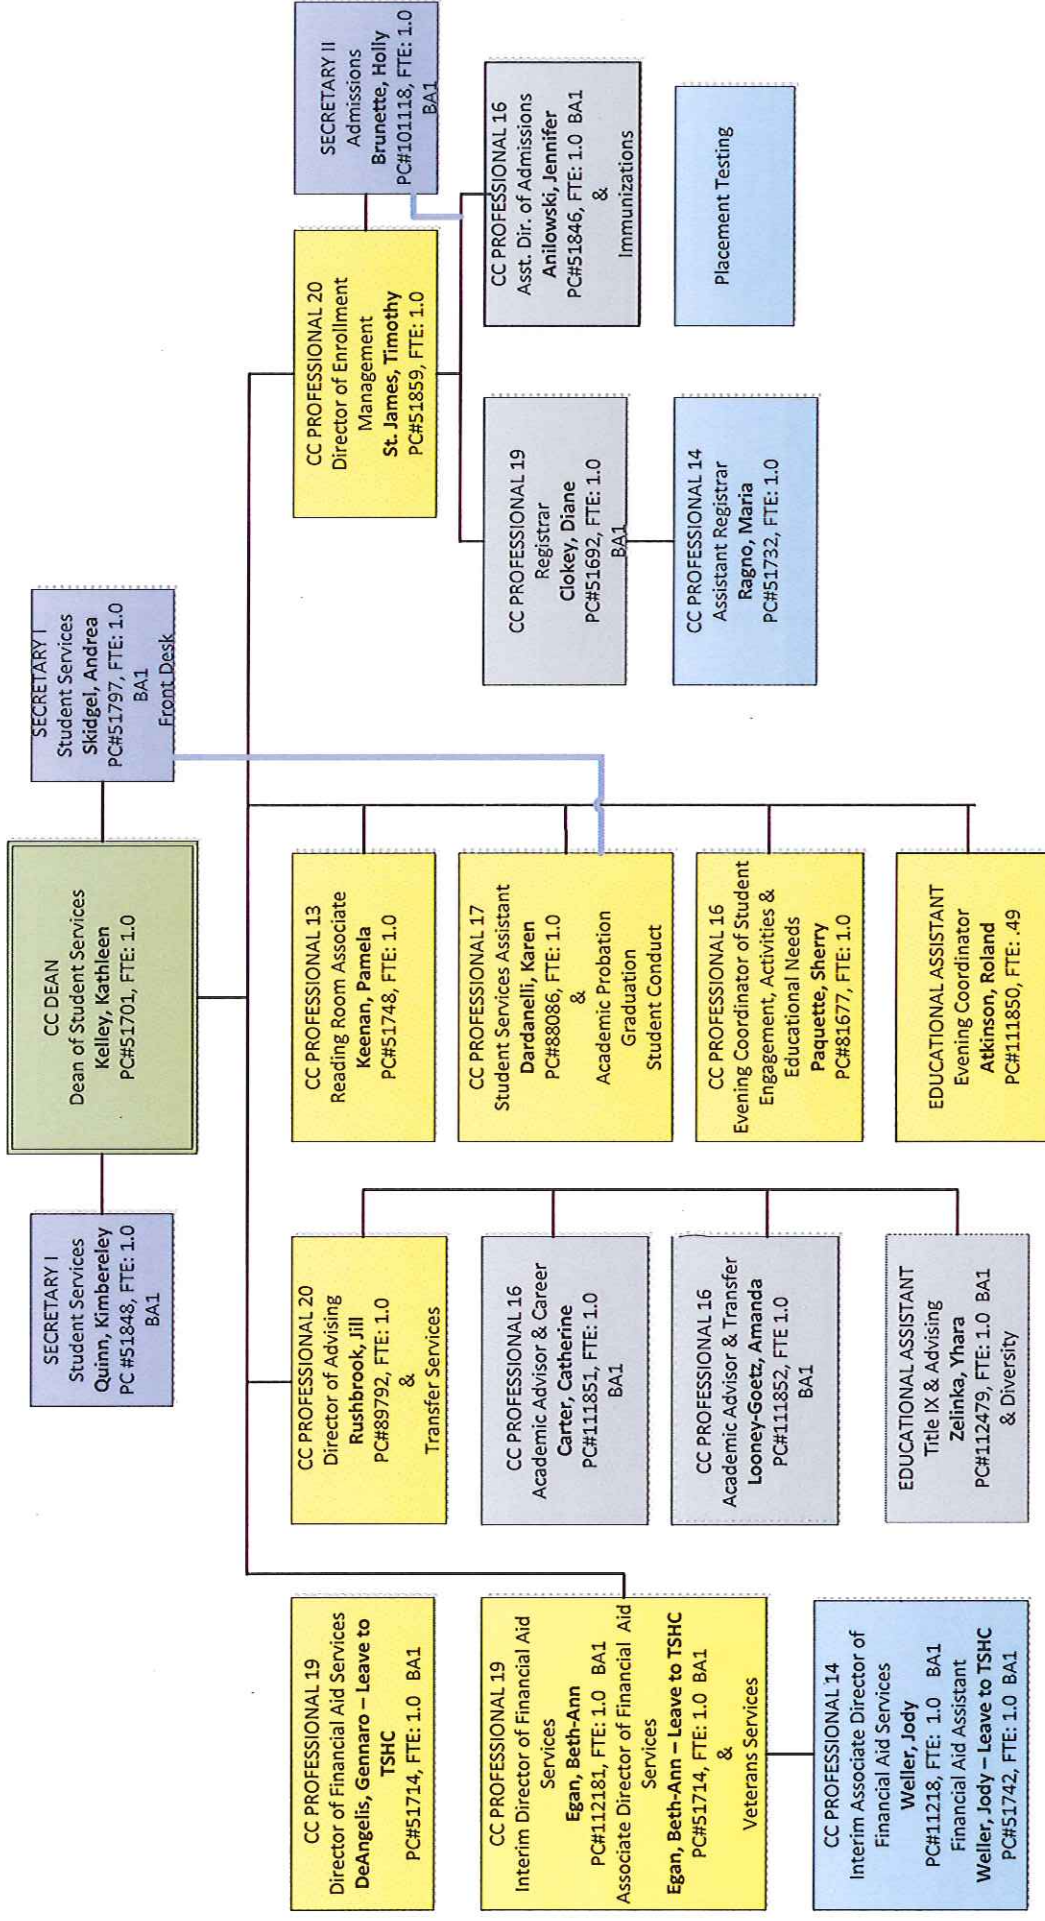 SECRETARY I
Student Services
Quinn, Kimbereley
PC #51848, FTE: 1.0
BA1
CC DEAN
Dean of Student Services
Kelley, Kathleen
PC#51701, FTE: 1.0
SECRETARY I
Student Services
Skidgel, Andrea
PC#51797, FTE: 1.0
BA1
Front Desk
CC PROFESSIONAL 19
Director of Financial Aid Services
DeAngelis, Gennaro – Leave to
TSHC
PC#51714, FTE: 1.0 BA1
CC PROFESSIONAL 19
Interim Director of Financial Aid
Services
Egan, Beth-Ann
PC#112181, FTE: 1.0 BA1
Associate Director of Financial Aid
Services
Egan, Beth-Ann – Leave to TSHC
PC#51714, FTE: 1.0 BA1
&
Veterans Services
CC PROFESSIONAL 14
Interim Associate Director of
Financial Aid Services
Weller, Jody
PC#11218, FTE: 1.0 BA1
Financial Aid Assistant
Weller, Jody – Leave to TSHC
PC#51742, FTE: 1.0 BA1
CC PROFESSIONAL 20
Director of Advising
Rushbrook, Jill
PC#89792, FTE: 1.0
&
Transfer Services
CC PROFESSIONAL 16
Academic Advisor & Career
Carter, Catherine
PC#111851, FTE: 1.0
BA1
CC PROFESSIONAL 16
Academic Advisor & Transfer
Looney-Goetz, Amanda
PC#111852, FTE 1.0
BA1
EDUCATIONAL ASSISTANT
Title IX & Advising
Zelinka, Yhara
PC#112479, FTE: 1.0 BA1
& Diversity
CC PROFESSIONAL 13
Reading Room Associate
Keenan, Pamela
PC#51748, FTE: 1.0
CC PROFESSIONAL 17
Student Services Assistant
Dardanelli, Karen
PC#88086, FTE: 1.0
&
Academic Probation
Graduation
Student Conduct
CC PROFESSIONAL 16
Evening Coordinator of Student
Engagement, Activities &
Educational Needs
Paquette, Sherry
PC#81677, FTE: 1.0
EDUCATIONAL ASSISTANT
Evening Coordinator
Atkinson, Roland
PC#111850, FTE: .49
CC PROFESSIONAL 20
Director of Enrollment
Management
St. James, Timothy
PC#51859, FTE: 1.0
SECRETARY II
Admissions
Brunette, Holly
PC#101118, FTE: 1.0
BA1
CC PROFESSIONAL 19
Registrar
Clokey, Diane
PC#51692, FTE: 1.0
BA1
CC PROFESSIONAL 14
Assistant Registrar
Ragno, Maria
PC#51732, FTE: 1.0
CC PROFESSIONAL 16
Asst. Dir. of Admissions
Anilowski, Jennifer
PC#51846, FTE: 1.0 BA1
&
Immunizations
Placement Testing